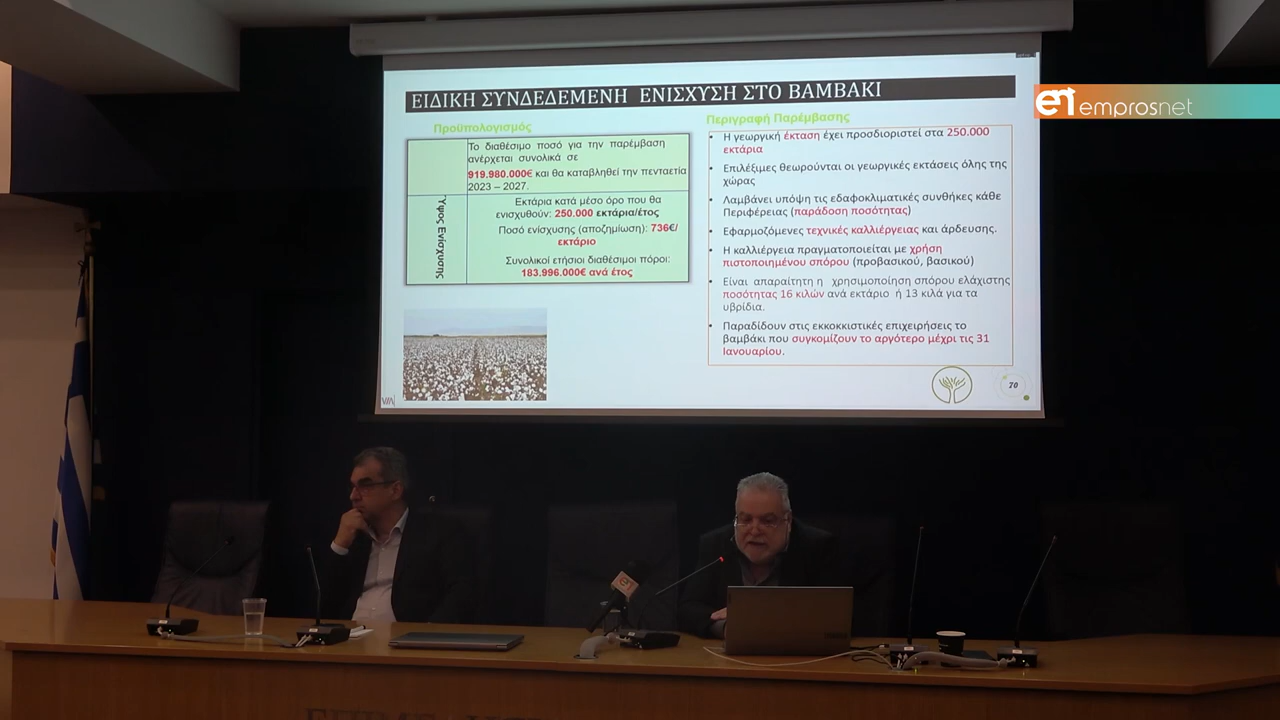 ΕΙΔΙΚΗ ΣΥΝΔΕΔΕΜΕΝΗ ΕΝΙΣΧΥΣΗ ΣΤΟ ΒΑΜΒΑΚΙ
emprosnet
Προϋπολογισμός
Το διαθέσιμο ποσό για την παρέμβαση
ανέρχεται συνολικά σε
919.980.000€ και θα καταβληθεί την πενταετία
2023 – 2027.
Ύψος Ενίσχυσης
Εκτάρια κατά μέσο όρο που θα
ενισχυθούν: 250.000 εκτάρια/έτος
Ποσό ενίσχυσης (αποζημίωση): 736€/
εκτάριο
Συνολικοί ετήσιοι διαθέσιμοι πόροι:
183.996.000€ ανά έτος
Περιγραφή Παρέμβασης
• Η γεωργική έκταση έχει προσδιοριστεί στα 250.000
εκτάρια
• Επιλέξιμες θεωρούνται οι γεωργικές εκτάσεις όλης της
χώρας
• Λαμβάνει υπόψη τις εδαφοκλιματικές συνθήκες κάθε
Περιφέρειας (παράδοση ποσότητας)
• Εφαρμοζόμενες τεχνικές καλλιέργειας και άρδευσης.
• Η καλλιέργεια πραγματοποιείται με χρήση
πιστοποιημένου σπόρου (προβασικού, βασικού)
• Είναι απαραίτητη η χρησιμοποίηση σπόρου ελάχιστης
ποσότητας 16 κιλών ανά εκτάριο ή 13 κιλά για τα
υβρίδια.
• Παραδίδουν στις εκκοκκιστικές επιχειρήσεις το
βαμβάκι που συγκομίζουν το αργότερο μέχρι τις 31
Ιανουαρίου.
70